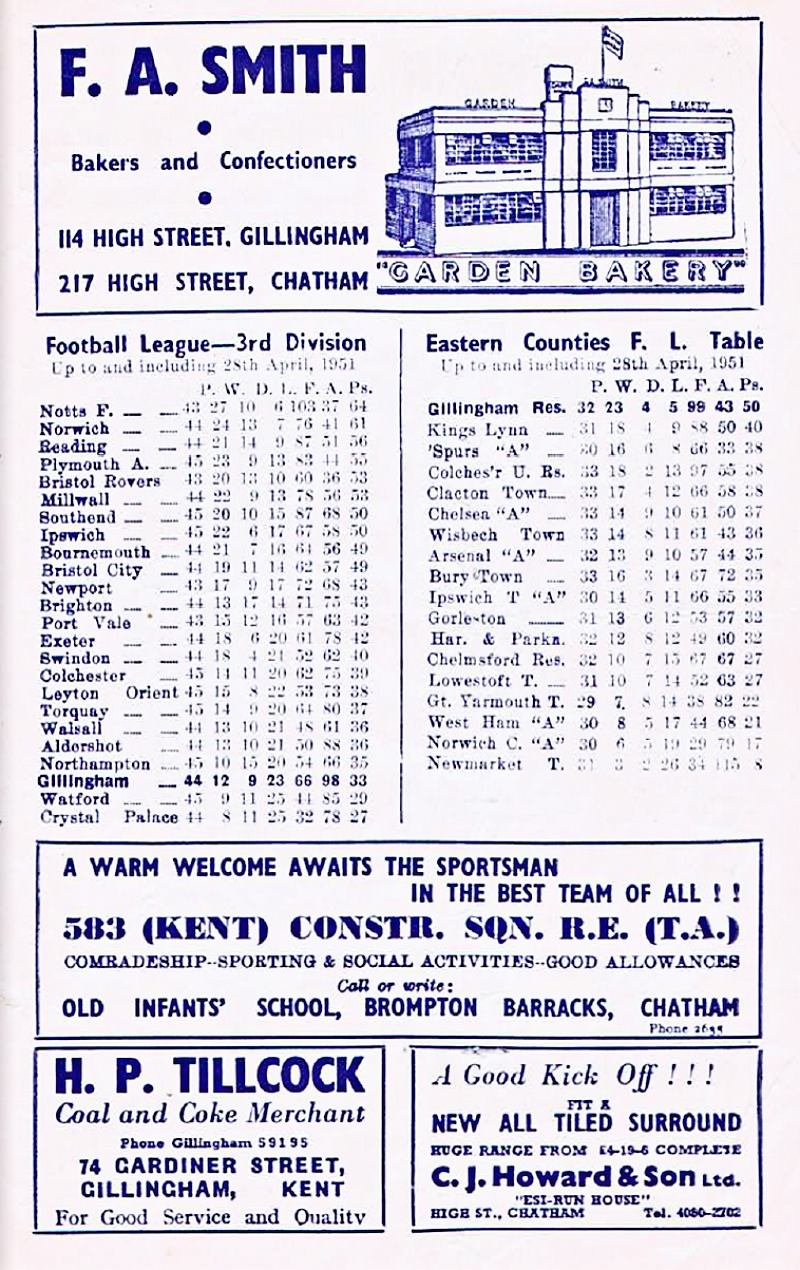 F. A. SMITH
Bakers and Confectioners
114 HIGH STREET, GILLINGHAM
217 HIGH STREET, CHATHAM
GARDEN
F.A. SMITH
BAKERY
"GARDEN BAKERY"
Football League—3rd Division
Up to and including 28th April, 1951
P. W. D. L. F. A. Ps.
Notts F. 43 27 10 6 103 37 64
Norwich 44 24 13 7 76 41 61
Reading 44 21 14 9 87 51 56
Plymouth A. 45 23 9 13 83 44 55
Bristol Rovers 43 20 13 10 60 36 53
Millwall 44 22 9 13 78 56 53
Southend 45 20 10 15 87 68 50
Ipswich 45 22 6 17 67 58 50
Bournemouth 44 21 7 16 64 56 49
Bristol City 44 19 11 14 62 57 49
Newport 43 17 9 17 72 68 43
Brighton 44 13 17 14 71 75 43
Port Vale 43 15 12 16 57 63 42
Exeter 44 18 6 20 61 78 42
Swindon 44 18 4 21 52 62 40
Colchester 45 14 11 20 62 75 39
Leyton Orient 45 15 8 22 53 73 38
Torquay 45 14 9 20 64 80 37
Walsall 44 13 10 21 48 61 36
Aldershot 44 13 10 21 50 88 36
Northampton 45 10 15 20 54 66 35
Gillingham 44 12 9 23 66 98 33
Watford 45 9 11 25 44 85 29
Crystal Palace 44 8 11 25 32 78 27
Eastern Counties F. L. Table
Up to and including 28th April, 1951
P. W. D. L. F. A. Ps.
Gillingham Res. 32 23 4 5 99 43 50
Kings Lynn 31 18 4 9 88 50 40
'Spurs "A" 30 16 6 8 66 33 38
Colches'r U. Rs. 33 18 2 13 97 55 38
Clacton Town 33 17 4 12 66 58 38
Chelsea "A" 33 14 9 10 61 50 37
Wisbech Town 33 14 8 11 61 43 36
Arsenal "A" 32 13 9 10 57 44 35
Bury Town 33 16 3 14 67 72 35
Ipswich T "A" 30 14 5 11 66 55 33
Gorleston 31 13 6 12 53 57 32
Har. & Parkn. 32 12 8 12 49 60 32
Chelmsford Res. 32 10 7 15 67 67 27
Lowestoft T. 31 10 7 14 52 63 27
Gt. Yarmouth T. 29 7 8 14 38 82 22
West Ham "A" 30 8 5 17 44 68 21
Norwich C. "A" 30 6 5 19 29 79 17
Newmarket T. 31 3 2 26 34 115 8
A WARM WELCOME AWAITS THE SPORTSMAN
IN THE BEST TEAM OF ALL ! !
583 (KENT) CONSTR. SQN. R.E. (T.A.)
COMRADESHIP--SPORTING & SOCIAL ACTIVITIES--GOOD ALLOWANCES
Call or write:
OLD INFANTS' SCHOOL, BROMPTON BARRACKS, CHATHAM
Phone 2655
H. P. TILLCOCK
Coal and Coke Merchant
Phone Gillingham 59195
74 GARDINER STREET,
GILLINGHAM, KENT
For Good Service and Quality
A Good Kick Off ! ! !
FIT A
NEW ALL TILED SURROUND
HUGE RANGE FROM £4-19-6 COMPLETE
C. J. Howard & Son Ltd.
"ESI-RUN HOUSE"
HIGH ST., CHATHAM Tel. 4080-2702